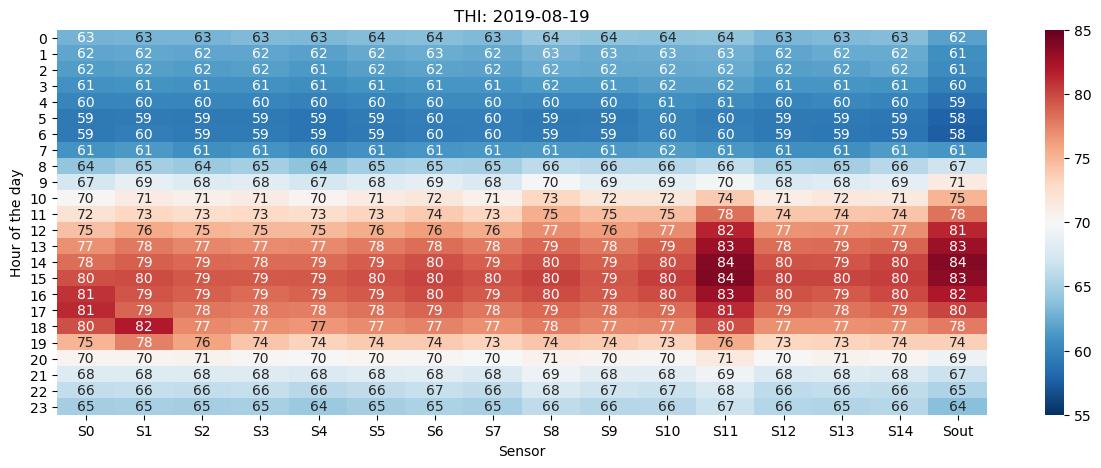 THI: 2019-08-19
0 63 63 63 63 63 64 64 63 64 64 64 64 63 63 63 62
1 62 62 62 62 62 62 63 62 63 63 63 63 62 62 62 61
2 62 62 62 62 61 62 62 62 62 62 62 62 62 62 62 61
3 61 61 61 61 61 61 61 61 62 61 62 62 61 61 61 60
4 60 60 60 60 60 60 60 60 60 60 61 61 60 60 60 59
5 59 59 59 59 59 59 60 60 59 59 60 60 59 59 59 58
6 59 60 59 59 59 59 60 60 59 59 60 60 59 59 59 58
7 61 61 61 61 60 61 61 61 61 61 62 61 61 61 61 61
8 64 65 64 65 64 65 65 65 66 66 66 66 65 65 66 67
9 67 69 68 68 67 68 69 68 70 69 69 70 68 68 69 71
10 70 71 71 71 70 71 72 71 73 72 72 74 71 72 71 75
11 72 73 73 73 73 73 74 73 75 75 75 78 74 74 74 78
12 75 76 75 75 75 76 76 76 77 76 77 82 77 77 77 81
13 77 78 77 77 77 78 78 78 79 78 79 83 78 79 79 83
14 78 79 79 79 78 79 80 79 80 79 80 84 80 79 80 84
15 80 80 79 79 79 80 80 80 80 79 80 84 80 80 80 83
16 81 79 79 79 79 79 80 79 80 79 80 83 80 79 80 82
17 81 79 78 78 78 78 79 78 79 78 79 81 79 78 79 80
18 80 82 77 77 77 77 77 77 78 77 77 80 77 77 77 78
19 75 78 76 74 74 74 74 73 74 74 73 76 73 73 74 74
20 70 70 71 70 70 70 70 70 71 70 70 71 70 71 70 69
21 68 68 68 68 68 68 68 68 69 68 68 69 68 68 68 67
22 66 66 66 66 66 66 67 66 68 67 67 68 66 66 66 65
23 65 65 65 65 64 65 65 65 66 66 66 67 66 65 66 64
S0 S1 S2 S3 S4 S5 S6 S7 S8 S9 S10 S11 S12 S13 S14 Sout
Sensor
Hour of the day
85
80
75
70
65
60
55